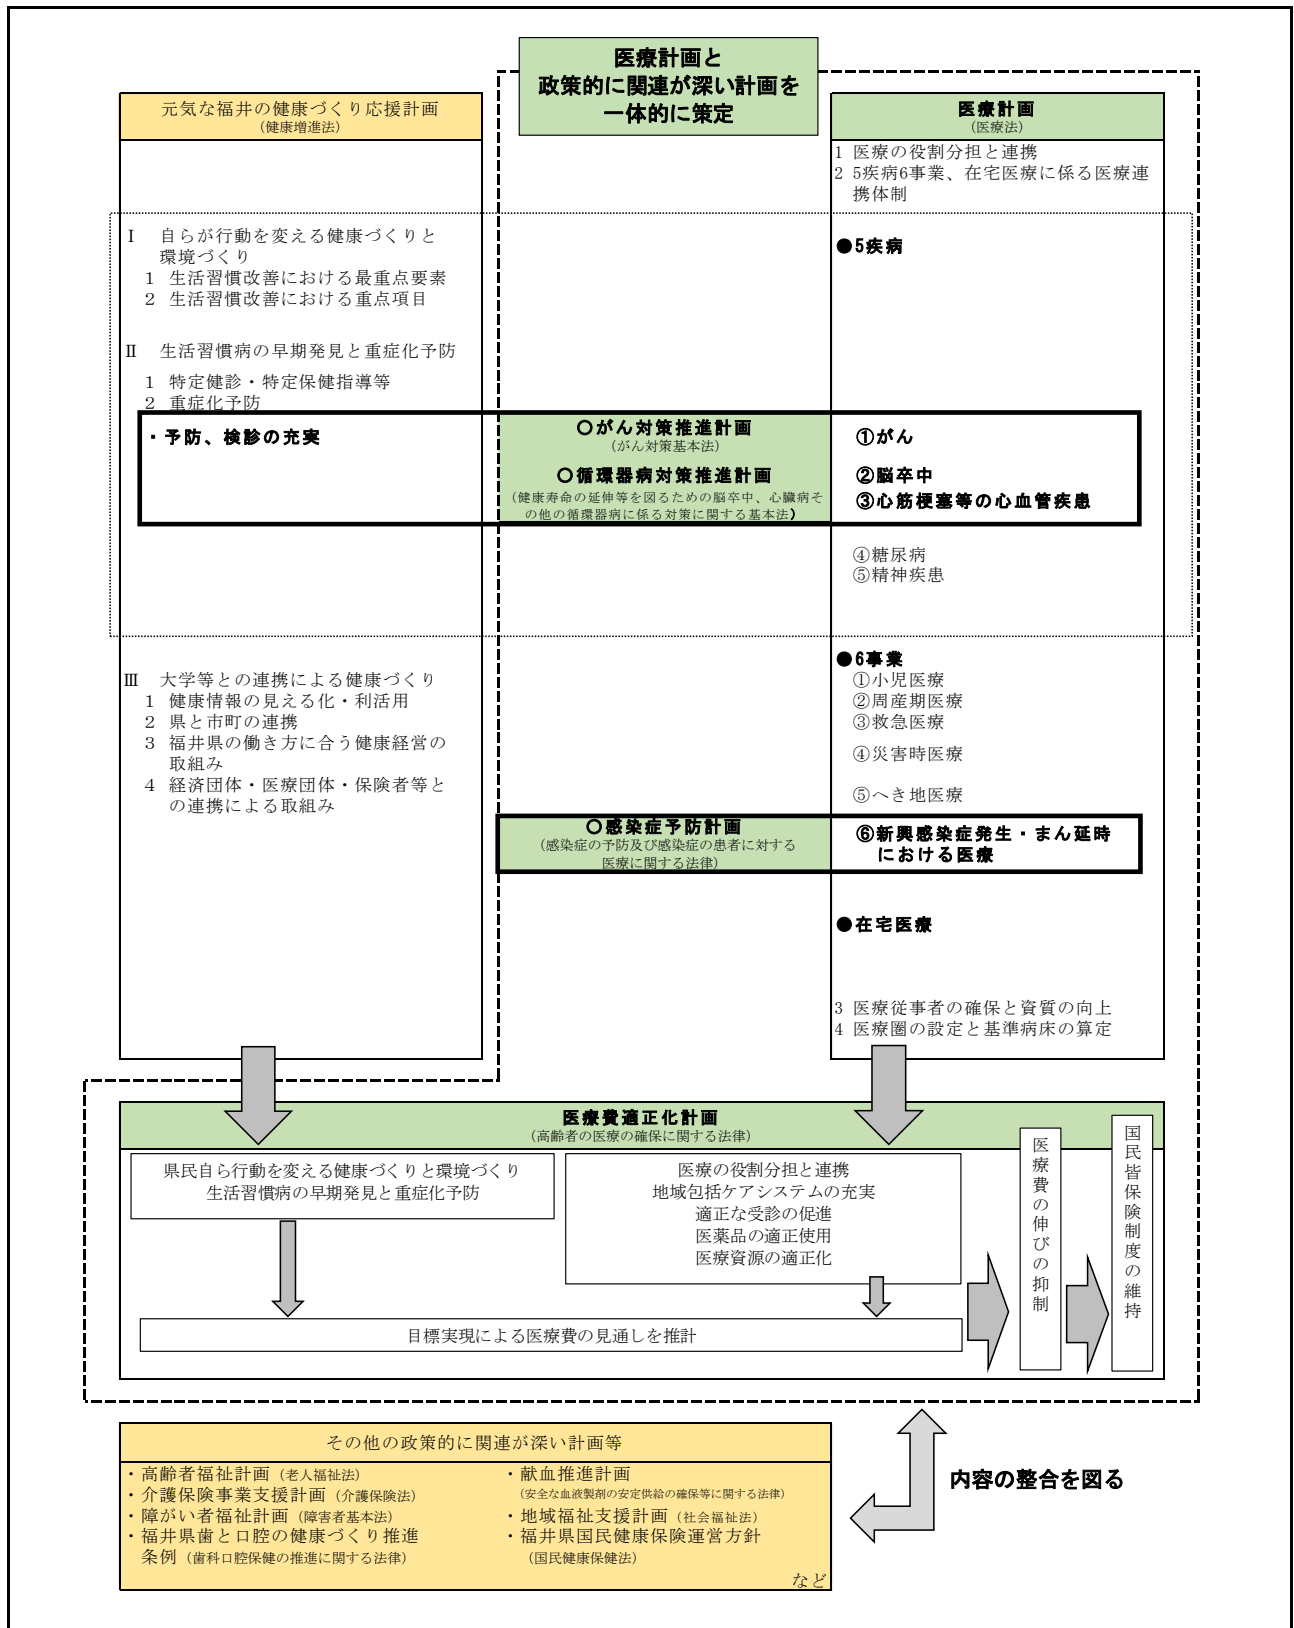 医療計画と
政策的に関連が深い計画を
一体的に策定
元気な福井の健康づくり応援計画
(健康増進法)
Ⅰ 自らが行動を変える健康づくりと
環境づくり
1 生活習慣改善における最重点要素
2 生活習慣改善における重点項目
Ⅱ 生活習慣病の早期発見と重症化予防
1 特定健診・特定保健指導等
2 重症化予防
・予防、検診の充実
Ⅲ 大学等との連携による健康づくり
1 健康情報の見える化・利活用
2 県と市町の連携
3 福井県の働き方に合う健康経営の
取組み
4 経済団体・医療団体・保険者等と
の連携による取組み
○がん対策推進計画
(がん対策基本法)
○循環器病対策推進計画
(健康寿命の延伸等を図るための脳卒中、心臓病そ
の他の循環器病に係る対策に関する基本法)
○感染症予防計画
(感染症の予防及び感染症の患者に対する
医療に関する法律)
医療計画
(医療法)
1 医療の役割分担と連携
2 5疾病6事業、在宅医療に係る医療連
携体制
●5疾病
①がん
②脳卒中
③心筋梗塞等の心血管疾患
④糖尿病
⑤精神疾患
●6事業
①小児医療
②周産期医療
③救急医療
④災害時医療
⑤へき地医療
⑥新興感染症発生・まん延時
における医療
●在宅医療
3 医療従事者の確保と資質の向上
4 医療圏の設定と基準病床の算定
医療費適正化計画
(高齢者の医療の確保に関する法律)
県民自ら行動を変える健康づくりと環境づくり
生活習慣病の早期発見と重症化予防
医療の役割分担と連携
地域包括ケアシステムの充実
適正な受診の促進
医薬品の適正使用
医療資源の適正化
目標実現による医療費の見通しを推計
医療費の伸びの抑制
国民皆保険制度の維持
その他の政策的に関連が深い計画等
・高齢者福祉計画(老人福祉法)
・介護保険事業支援計画(介護保険法)
・障がい者福祉計画(障害者基本法)
・福井県歯と口腔の健康づくり推進
条例(歯科口腔保健の推進に関する法律)
・献血推進計画
(安全な血液製剤の安定供給の確保等に関する法律)
・地域福祉支援計画(社会福祉法)
・福井県国民健康保険運営方針
(国民健康保健法)
など
内容の整合を図る